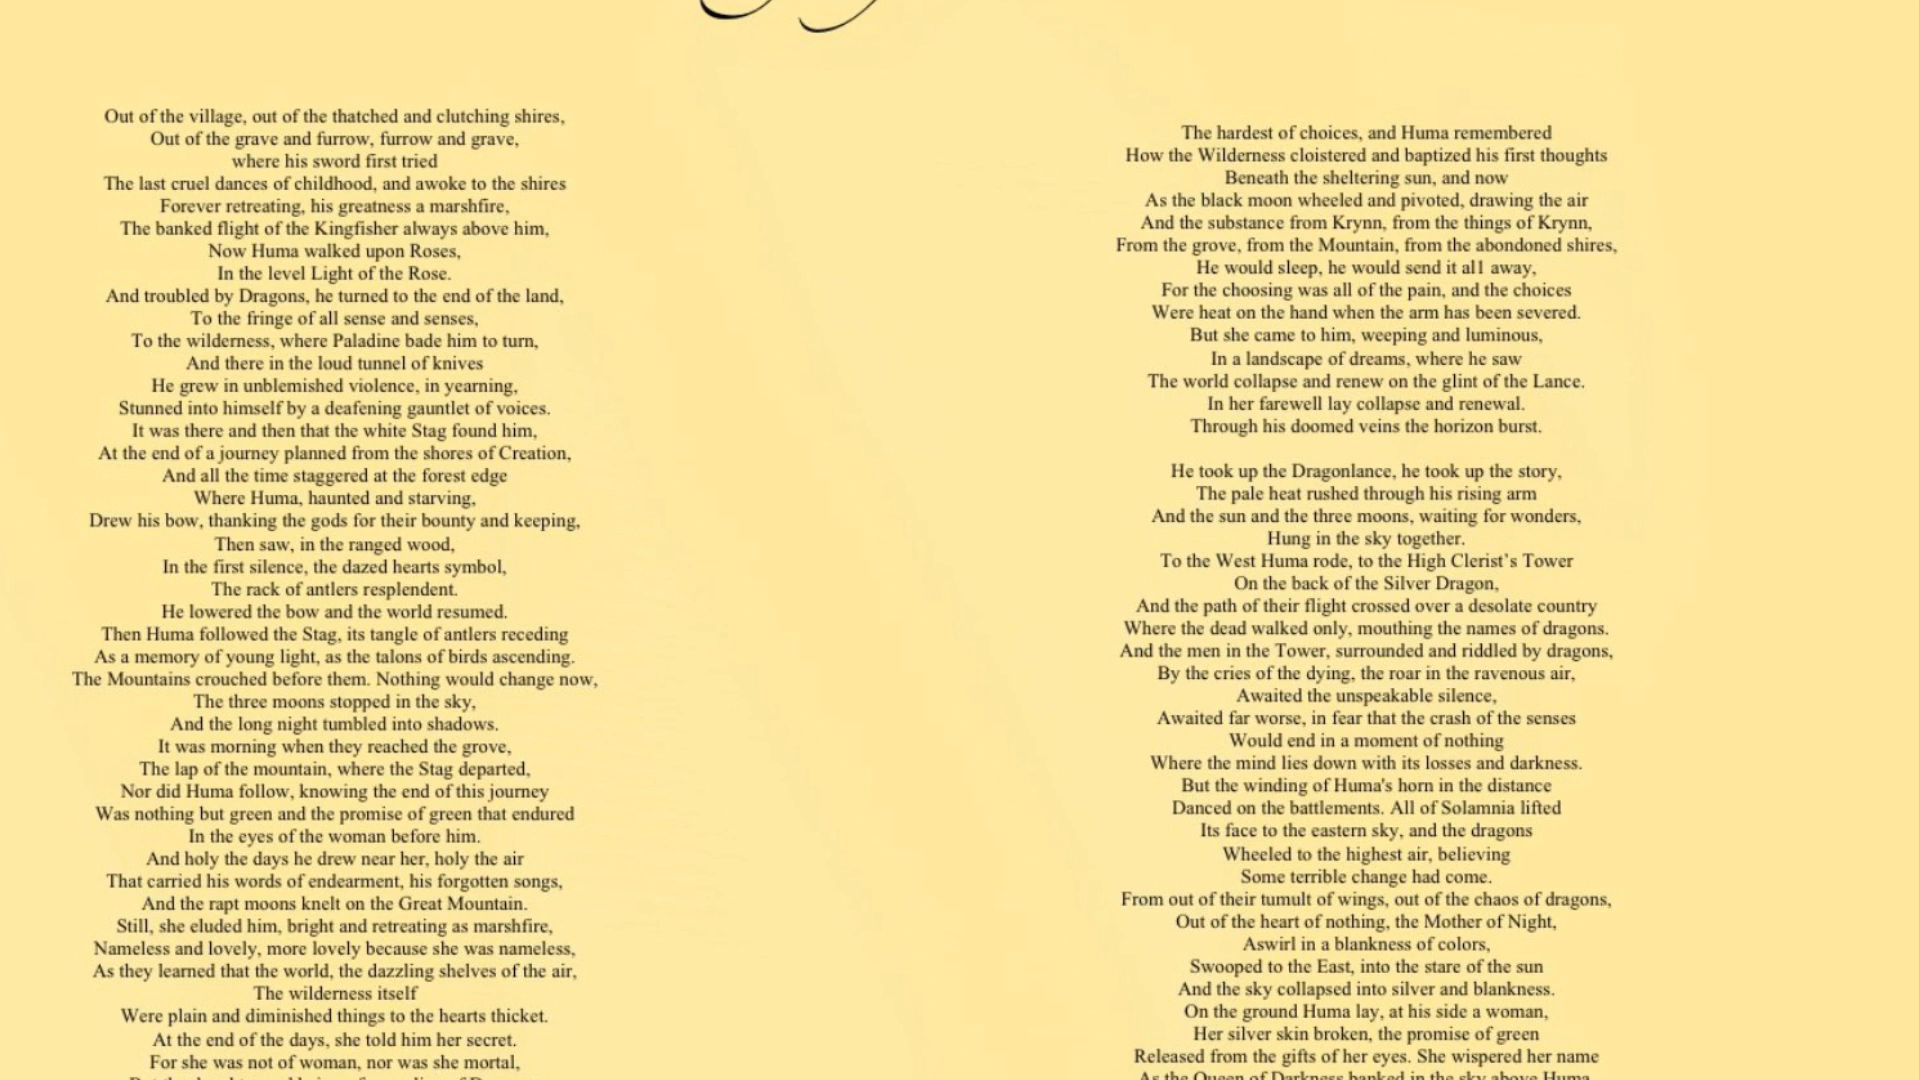 Out of the village, out of the thatched and clutching shires,
Out of the grave and furrow, furrow and grave,
where his sword first tried
The last cruel dances of childhood, and awoke to the shires
Forever retreating, his greatness a marshfire,
The banked flight of the Kingfisher always above him,
Now Huma walked upon Roses,
In the level Light of the Rose.
And troubled by Dragons, he turned to the end of the land,
To the fringe of all sense and senses,
To the wilderness, where Paladine bade him to turn,
And there in the loud tunnel of knives
He grew in unblemished violence, in yearning,
Stunned into himself by a deafening gauntlet of voices.
It was there and then that the white Stag found him,
At the end of a journey planned from the shores of Creation,
And all the time staggered at the forest edge
Where Huma, haunted and starving,
Drew his bow, thanking the gods for their bounty and keeping,
Then saw, in the ranged wood,
In the first silence, the dazed hearts symbol,
The rack of antlers resplendent.
He lowered the bow and the world resumed.
Then Huma followed the Stag, its tangle of antlers receding
As a memory of young light, as the talons of birds ascending.
The Mountains crouched before them. Nothing would change now,
The three moons stopped in the sky,
And the long night tumbled into shadows.
It was morning when they reached the grove,
The lap of the mountain, where the Stag departed,
Nor did Huma follow, knowing the end of this journey
Was nothing but green and the promise of green that endured
In the eyes of the woman before him.
And holy the days he drew near her, holy the air
That carried his words of endearment, his forgotten songs,
And the rapt moons knelt on the Great Mountain.
Still, she eluded him, bright and retreating as marshfire,
Nameless and lovely, more lovely because she was nameless,
As they learned that the world, the dazzling shelves of the air,
The wilderness itself
Were plain and diminished things to the hearts thicket.
At the end of the days, she told him her secret.
For she was not of woman, nor was she mortal,
The hardest of choices, and Huma remembered
How the Wilderness cloistered and baptized his first thoughts
Beneath the sheltering sun, and now
As the black moon wheeled and pivoted, drawing the air
And the substance from Krynn, from the things of Krynn,
From the grove, from the Mountain, from the abondoned shires,
He would sleep, he would send it al1 away,
For the choosing was all of the pain, and the choices
Were heat on the hand when the arm has been severed.
But she came to him, weeping and luminous,
In a landscape of dreams, where he saw
The world collapse and renew on the glint of the Lance.
In her farewell lay collapse and renewal.
Through his doomed veins the horizon burst.
He took up the Dragonlance, he took up the story,
The pale heat rushed through his rising arm
And the sun and the three moons, waiting for wonders,
Hung in the sky together.
To the West Huma rode, to the High Clerist's Tower
On the back of the Silver Dragon,
And the path of their flight crossed over a desolate country
Where the dead walked only, mouthing the names of dragons.
And the men in the Tower, surrounded and riddled by dragons,
By the cries of the dying, the roar in the ravenous air,
Awaited the unspeakable silence,
Awaited far worse, in fear that the crash of the senses
Would end in a moment of nothing
Where the mind lies down with its losses and darkness.
But the winding of Huma's horn in the distance
Danced on the battlements. All of Solamnia lifted
Its face to the eastern sky, and the dragons
Wheeled to the highest air, believing
Some terrible change had come.
From out of their tumult of wings, out of the chaos of dragons,
Out of the heart of nothing, the Mother of Night,
Aswirl in a blankness of colors,
Swooped to the East, into the stare of the sun
And the sky collapsed into silver and blankness.
On the ground Huma lay, at his side a woman,
Her silver skin broken, the promise of green
Released from the gifts of her eyes. She wispered her name
As the Queen of Darkness banked in the sky above Huma.